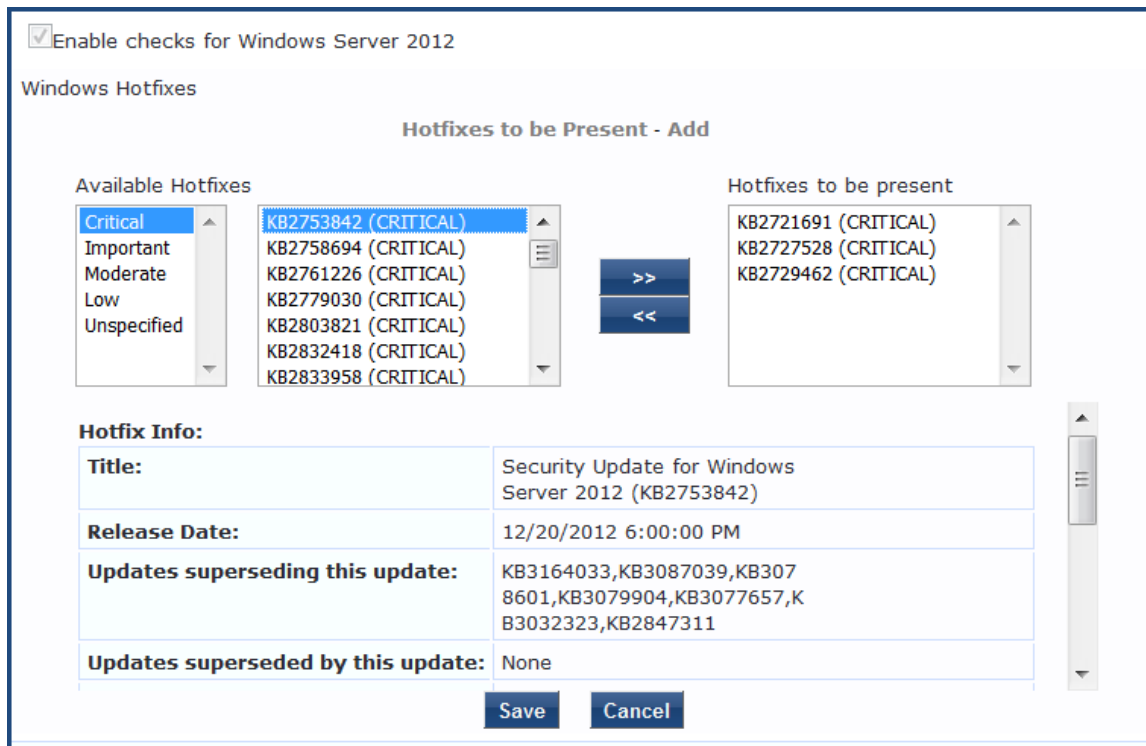 Enable checks for Windows Server 2012
Windows Hotfixes
Hotfixes to be Present - Add
Available Hotfixes
Critical
Important
Moderate
Low
Unspecified
KB2753842 (CRITICAL)
KB2758694 (CRITICAL)
KB2761226 (CRITICAL)
KB2779030 (CRITICAL)
KB2803821 (CRITICAL)
KB2832418 (CRITICAL)
KB2833958 (CRITICAL)
>>
<<
Hotfixes to be present
KB2721691 (CRITICAL)
KB2727528 (CRITICAL)
KB2729462 (CRITICAL)
Hotfix Info:
Title:
Security Update for Windows
Server 2012 (KB2753842)
Release Date:
12/20/2012 6:00:00 PM
Updates superseding this update:
KB3164033,KB3087039,KB307
8601,KB3079904,KB3077657,K
B3032323,KB2847311
Updates superseded by this update:
None
Save
Cancel